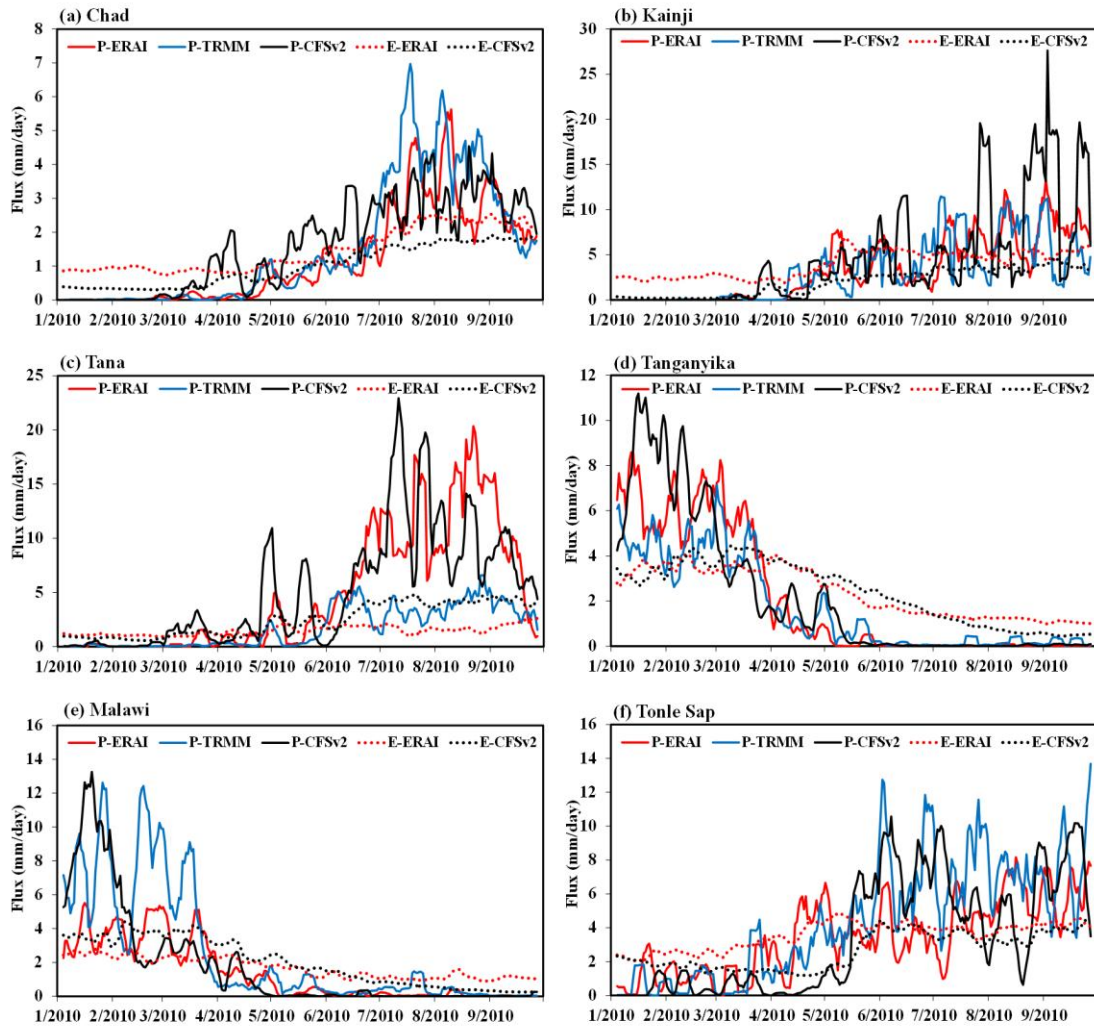 (a) Chad
P-ERAI P-TRMM P-CFSv2 E-ERAI E-CFSv2
Flux (mm/day)
8
7
6
5
4
3
2
1
0
1/2010 2/2010 3/2010 4/2010 5/2010 6/2010 7/2010 8/2010 9/2010
(b) Kainji
P-ERAI P-TRMM P-CFSv2 E-ERAI E-CFSv2
Flux (mm/day)
30
25
20
15
10
5
0
1/2010 2/2010 3/2010 4/2010 5/2010 6/2010 7/2010 8/2010 9/2010
(c) Tana
P-ERAI P-TRMM P-CFSv2 E-ERAI E-CFSv2
Flux (mm/day)
25
20
15
10
5
0
1/2010 2/2010 3/2010 4/2010 5/2010 6/2010 7/2010 8/2010 9/2010
(d) Tanganyika
P-ERAI P-TRMM P-CFSv2 E-ERAI E-CFSv2
Flux (mm/day)
12
10
8
6
4
2
0
1/2010 2/2010 3/2010 4/2010 5/2010 6/2010 7/2010 8/2010 9/2010
(e) Malawi
P-ERAI P-TRMM P-CFSv2 E-ERAI E-CFSv2
Flux (mm/day)
16
14
12
10
8
6
4
2
0
1/2010 2/2010 3/2010 4/2010 5/2010 6/2010 7/2010 8/2010 9/2010
(f) Tonle Sap
P-ERAI P-TRMM P-CFSv2 E-ERAI E-CFSv2
Flux (mm/day)
16
14
12
10
8
6
4
2
0
1/2010 2/2010 3/2010 4/2010 5/2010 6/2010 7/2010 8/2010 9/2010